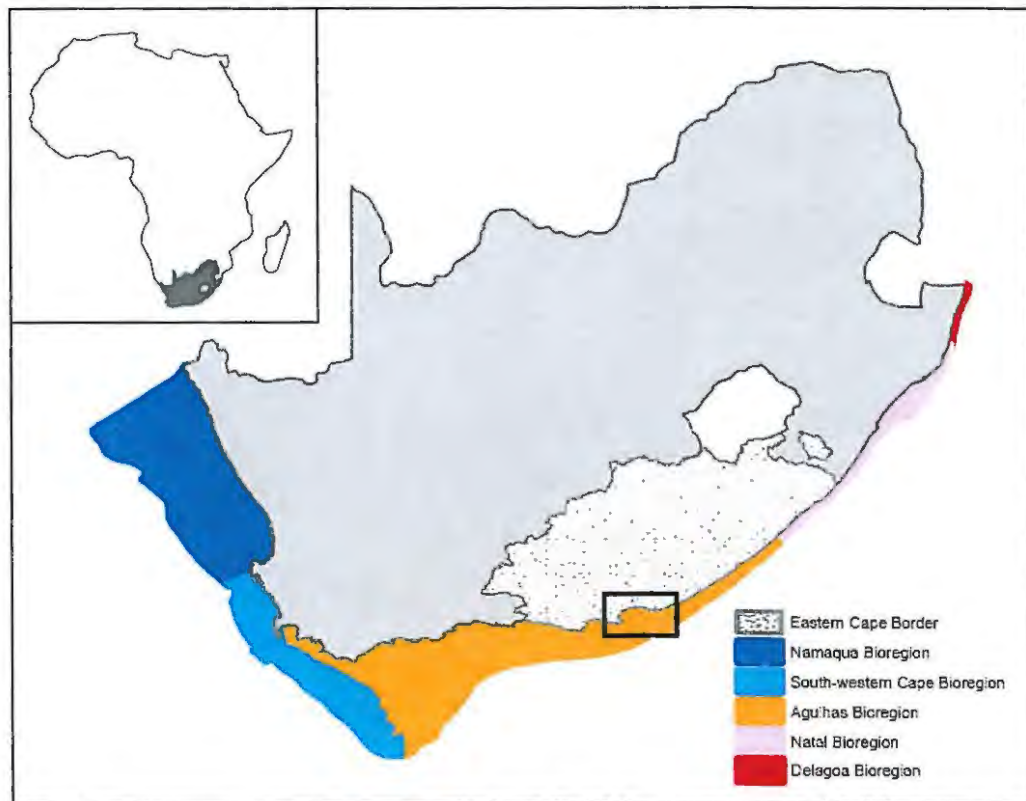 Eastern Cape Border
Namaqua Bioregion
South-western Cape Bioregion
Agulhas Bioregion
Natal Bioregion
Delagoa Bioregion